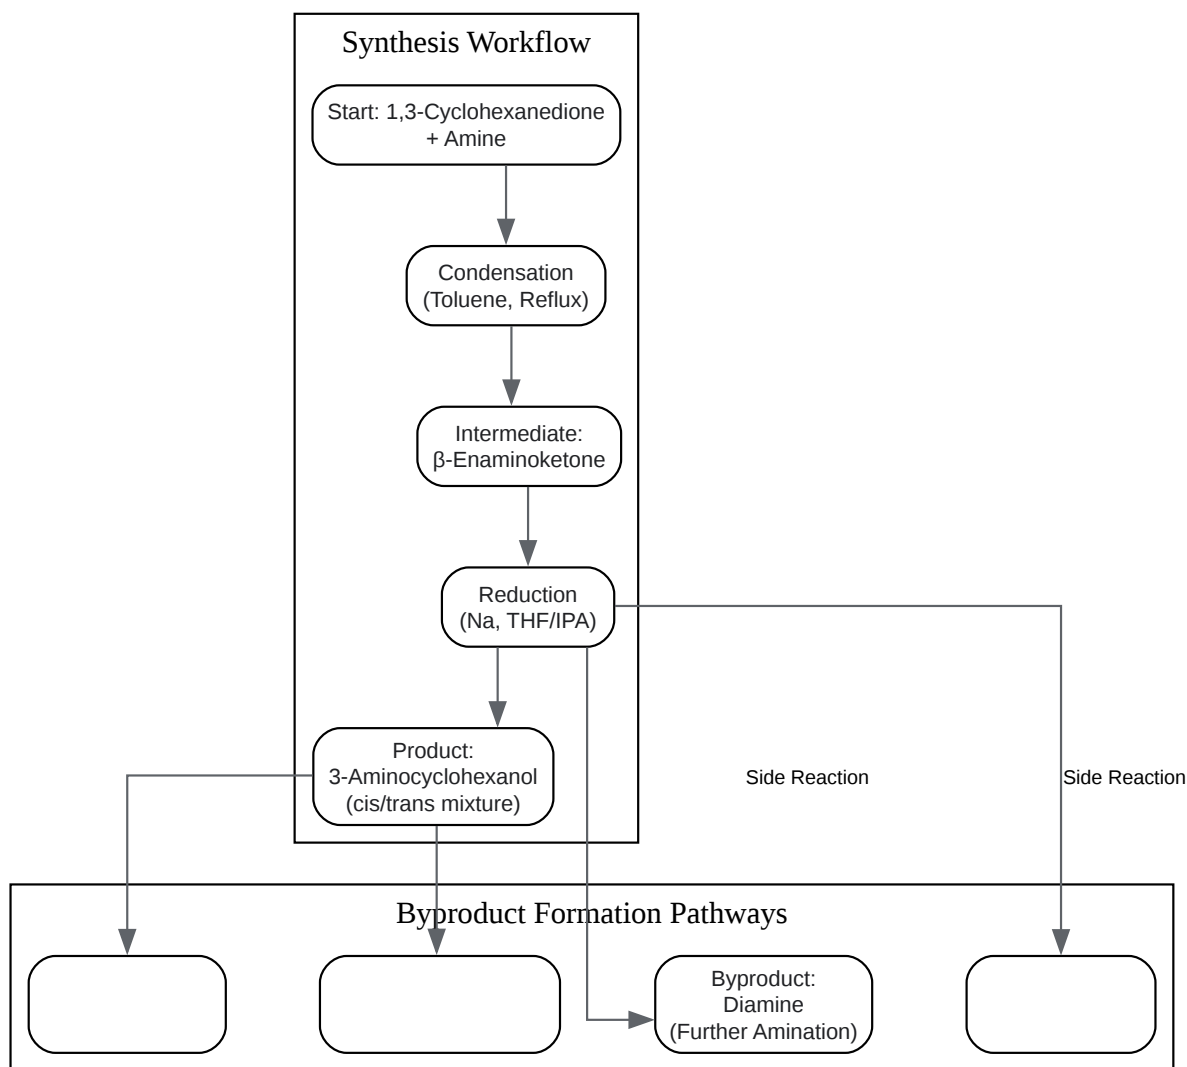 Synthesis Workflow
Start: 1,3-Cyclohexanedione
+ Amine
Condensation
(Toluene, Reflux)
Intermediate:
β-Enaminoketone
Reduction
(Na, THF/IPA)
Product:
3-Aminocyclohexanol
(cis/trans mixture)
Side Reaction
Side Reaction
Byproduct Formation Pathways
Byproduct:
Diamine
(Further Amination)